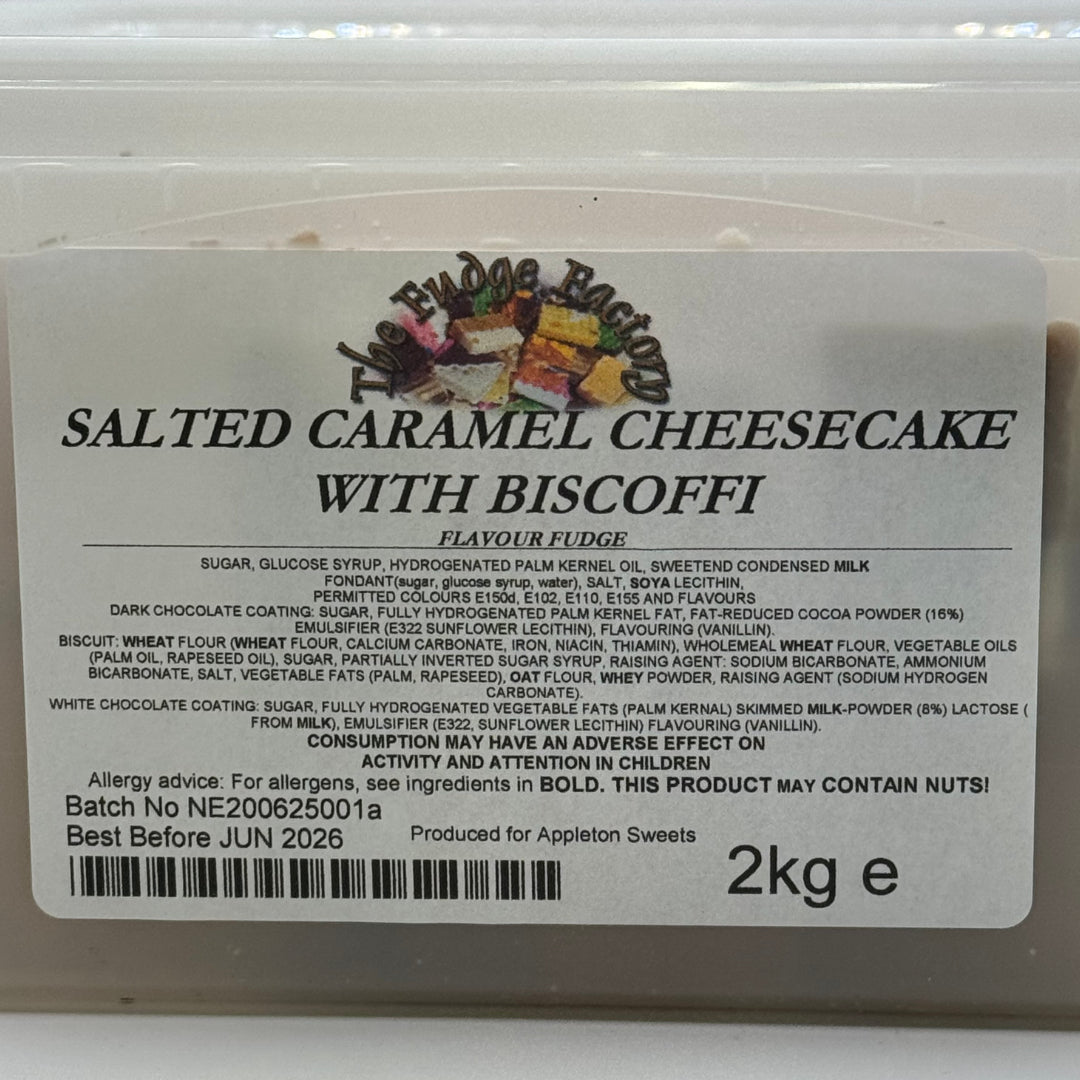 The Fudge Factory
SALTED CARAMEL CHEESECAKE
WITH BISCOFFI
FLAVOUR FUDGE
SUGAR, GLUCOSE SYRUP, HYDROGENATED PALM KERNEL OIL, SWEETEND CONDENSED MILK
FONDANT(sugar, glucose syrup, water), SALT, SOYA LECITHIN,
PERMITTED COLOURS E150d, E102, E110, E155 AND FLAVOURS
DARK CHOCOLATE COATING: SUGAR, FULLY HYDROGENATED PALM KERNEL FAT, FAT-REDUCED COCOA POWDER (16%)
EMULSIFIER (E322 SUNFLOWER LECITHIN), FLAVOURING (VANILLIN).
BISCUIT: WHEAT FLOUR (WHEAT FLOUR, CALCIUM CARBONATE, IRON, NIACIN, THIAMIN), WHOLEMEAL WHEAT FLOUR, VEGETABLE OILS
(PALM OIL, RAPESEED OIL), SUGAR, PARTIALLY INVERTED SUGAR SYRUP, RAISING AGENT: SODIUM BICARBONATE, AMMONIUM
BICARBONATE, SALT, VEGETABLE FATS (PALM, RAPESEED), OAT FLOUR, WHEY POWDER, RAISING AGENT (SODIUM HYDROGEN
CARBONATE).
WHITE CHOCOLATE COATING: SUGAR, FULLY HYDROGENATED VEGETABLE FATS (PALM KERNAL) SKIMMED MILK-POWDER (8%) LACTOSE (
FROM MILK), EMULSIFIER (E322, SUNFLOWER LECITHIN) FLAVOURING (VANILLIN).
CONSUMPTION MAY HAVE AN ADVERSE EFFECT ON
ACTIVITY AND ATTENTION IN CHILDREN
Allergy advice: For allergens, see ingredients in BOLD. THIS PRODUCT MAY CONTAIN NUTS!
Batch No NE200625001a
Best Before JUN 2026
Produced for Appleton Sweets
2kg e